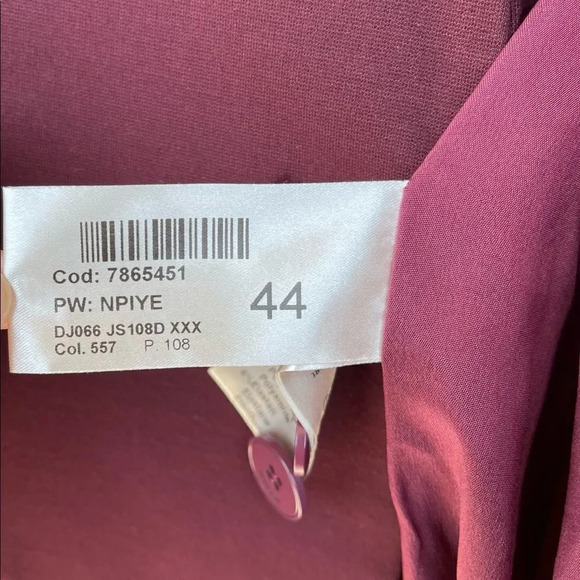 Cod: 7865451
PW: NPIYE
44
DJ066 JS108D XXX
Col. 557 P. 108